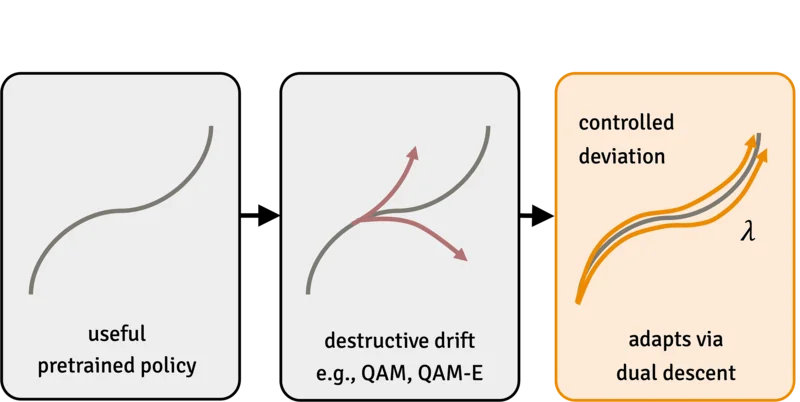 useful
pretrained policy
destructive drift
e.g., QAM, QAM-E
controlled
deviation
λ
adapts via
dual descent